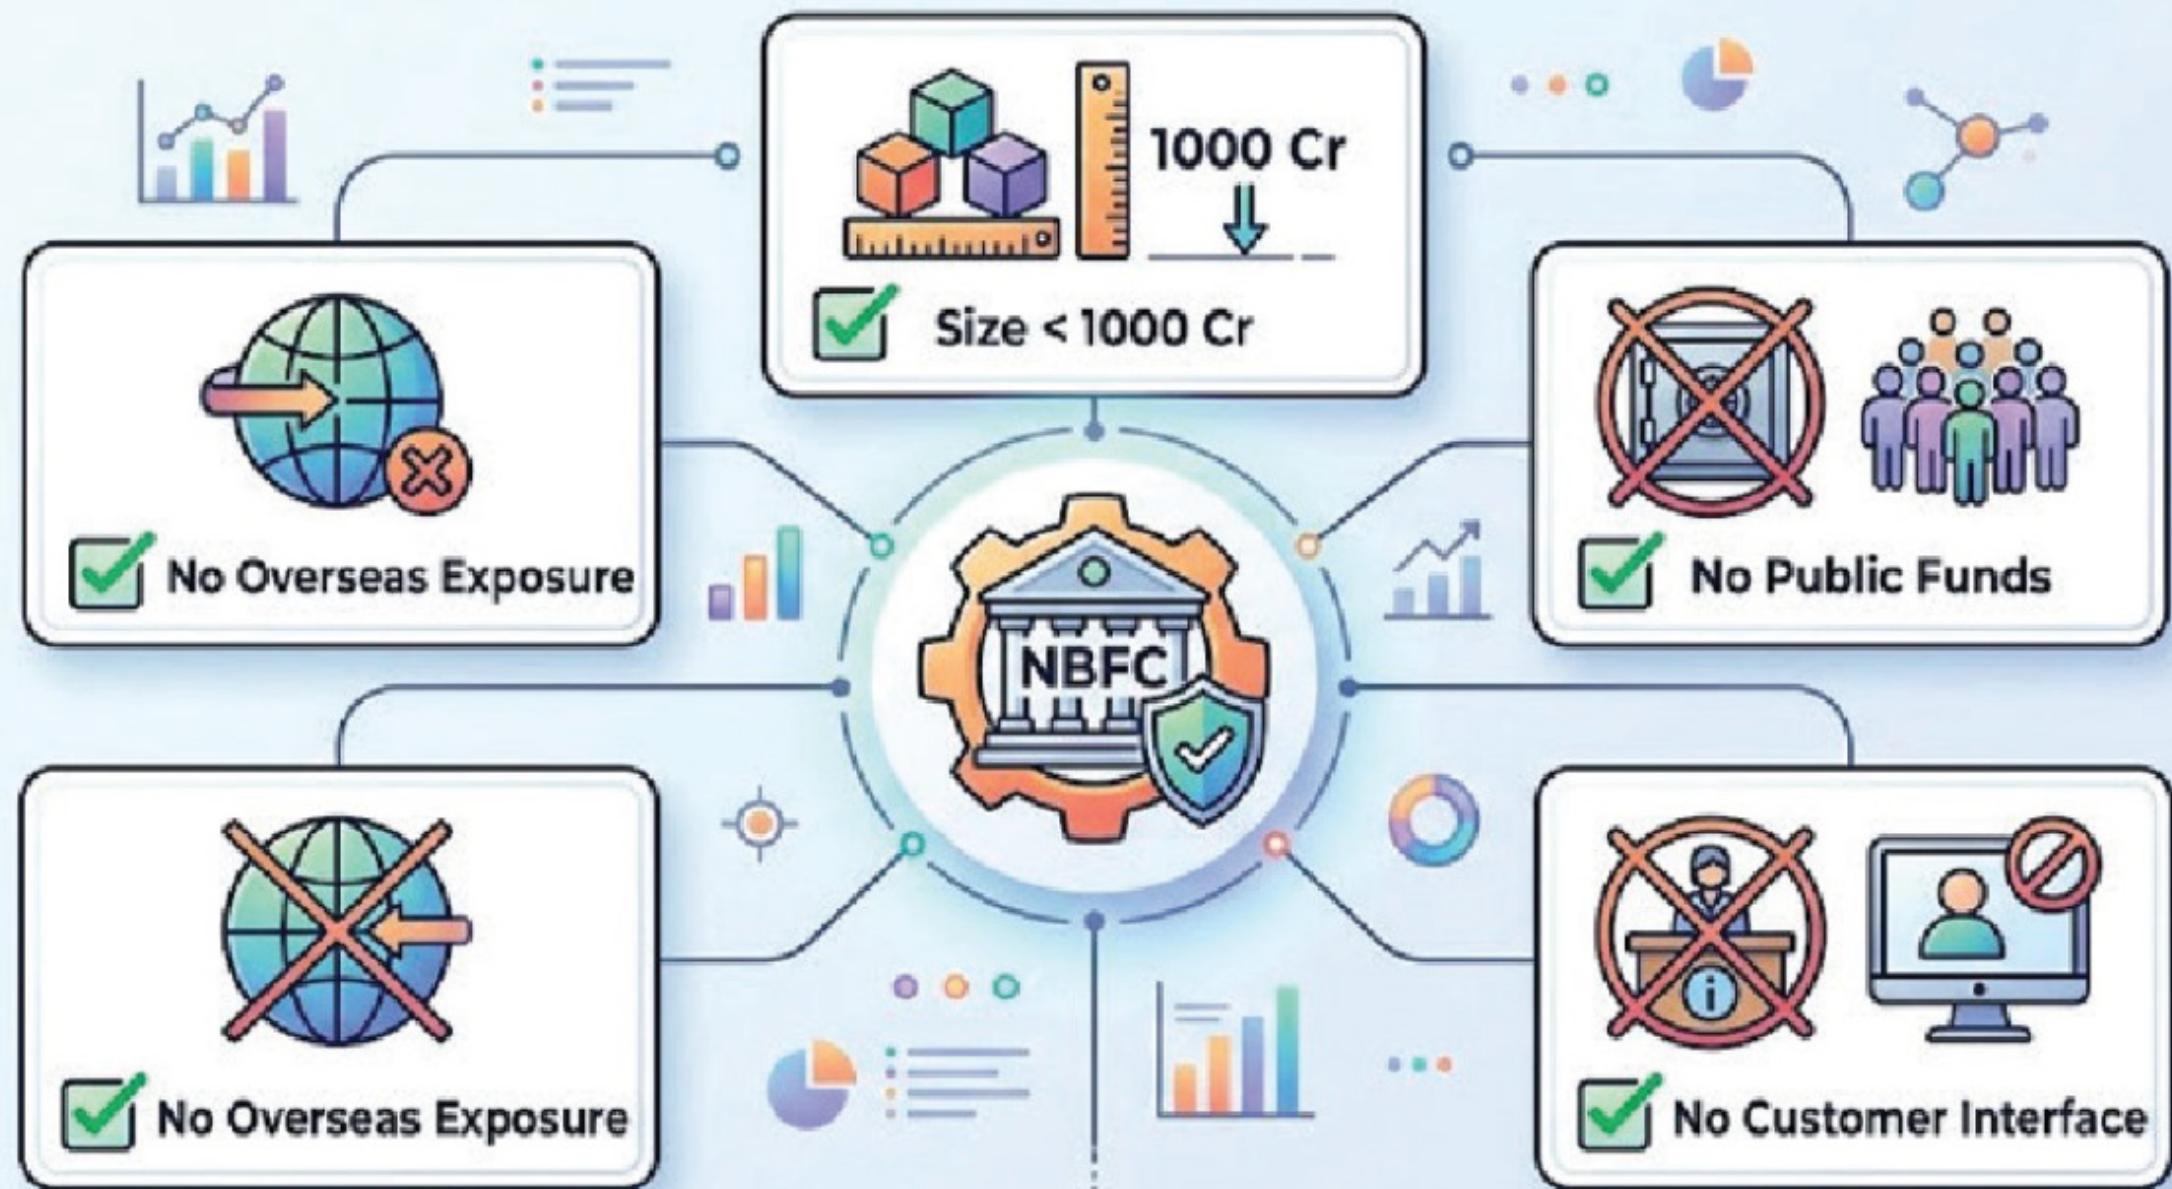 1000 Cr
Size < 1000 Cr
No Overseas Exposure
No Public Funds
NBFC
No Overseas Exposure
i
No Customer Interface